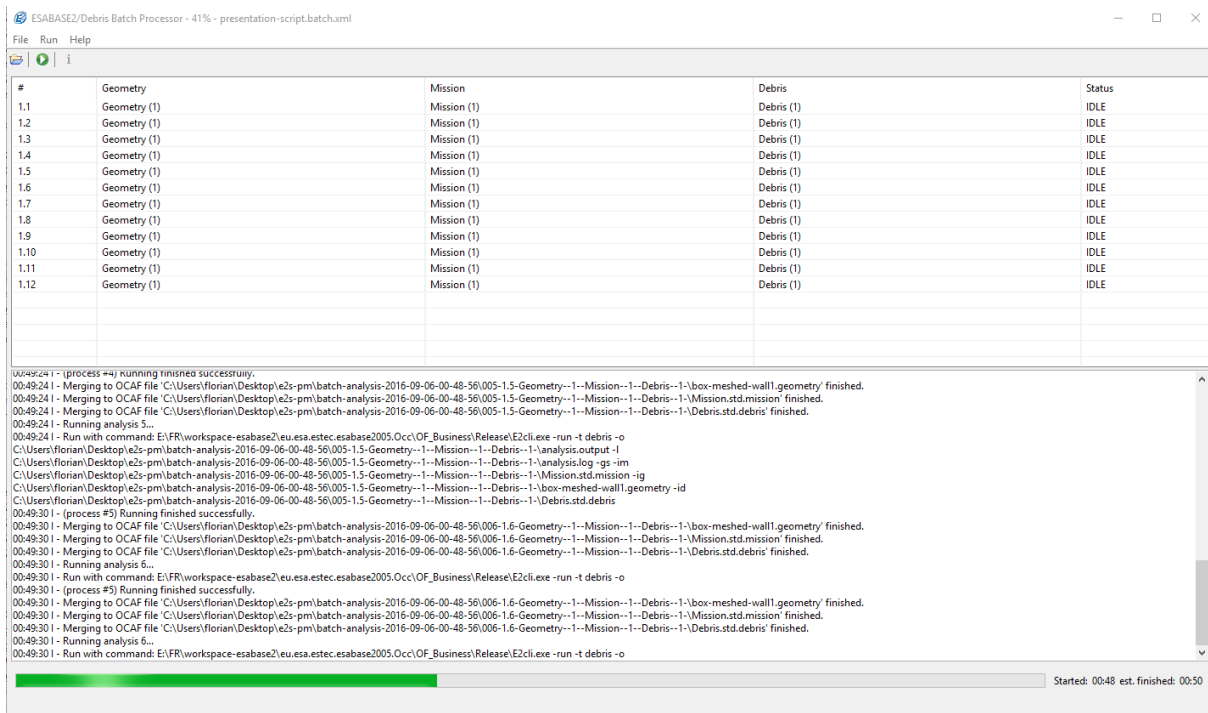 ESABASE2/Debris Batch Processor - 41% - presentation-script.batch.xml
File Run Help
# Geometry Mission Debris Status
1.1 Geometry (1) Mission (1) Debris (1) IDLE
1.2 Geometry (1) Mission (1) Debris (1) IDLE
1.3 Geometry (1) Mission (1) Debris (1) IDLE
1.4 Geometry (1) Mission (1) Debris (1) IDLE
1.5 Geometry (1) Mission (1) Debris (1) IDLE
1.6 Geometry (1) Mission (1) Debris (1) IDLE
1.7 Geometry (1) Mission (1) Debris (1) IDLE
1.8 Geometry (1) Mission (1) Debris (1) IDLE
1.9 Geometry (1) Mission (1) Debris (1) IDLE
1.10 Geometry (1) Mission (1) Debris (1) IDLE
1.11 Geometry (1) Mission (1) Debris (1) IDLE
1.12 Geometry (1) Mission (1) Debris (1) IDLE
00:49:24 I - (process #4) Running finished successfully.
00:49:24 I - Merging to OCAF file 'C:\Users\florian\Desktop\e2s-pm\batch-analysis-2016-09-06-00-48-56\005-1.5-Geometry--1--Mission--1--Debris--1-\box-meshed-wall1.geometry' finished.
00:49:24 I - Merging to OCAF file 'C:\Users\florian\Desktop\e2s-pm\batch-analysis-2016-09-06-00-48-56\005-1.5-Geometry--1--Mission--1--Debris--1-\Mission.std.mission' finished.
00:49:24 I - Merging to OCAF file 'C:\Users\florian\Desktop\e2s-pm\batch-analysis-2016-09-06-00-48-56\005-1.5-Geometry--1--Mission--1--Debris--1-\Debris.std.debris' finished.
00:49:24 I - Running analysis 5...
00:49:24 I - Run with command: E:\FR\workspace-esabase2\eu.esa.estec.esabase2005.Occ\OF_Business\Release\E2cli.exe -run -t debris -o
C:\Users\florian\Desktop\e2s-pm\batch-analysis-2016-09-06-00-48-56\005-1.5-Geometry--1--Mission--1--Debris--1-\analysis.output -l
C:\Users\florian\Desktop\e2s-pm\batch-analysis-2016-09-06-00-48-56\005-1.5-Geometry--1--Mission--1--Debris--1-\analysis.log -gs -im
C:\Users\florian\Desktop\e2s-pm\batch-analysis-2016-09-06-00-48-56\005-1.5-Geometry--1--Mission--1--Debris--1-\Mission.std.mission -ig
C:\Users\florian\Desktop\e2s-pm\batch-analysis-2016-09-06-00-48-56\005-1.5-Geometry--1--Mission--1--Debris--1-\box-meshed-wall1.geometry -id
C:\Users\florian\Desktop\e2s-pm\batch-analysis-2016-09-06-00-48-56\005-1.5-Geometry--1--Mission--1--Debris--1-\Debris.std.debris
00:49:30 I - (process #5) Running finished successfully.
00:49:30 I - Merging to OCAF file 'C:\Users\florian\Desktop\e2s-pm\batch-analysis-2016-09-06-00-48-56\006-1.6-Geometry--1--Mission--1--Debris--1-\box-meshed-wall1.geometry' finished.
00:49:30 I - Merging to OCAF file 'C:\Users\florian\Desktop\e2s-pm\batch-analysis-2016-09-06-00-48-56\006-1.6-Geometry--1--Mission--1--Debris--1-\Mission.std.mission' finished.
00:49:30 I - Merging to OCAF file 'C:\Users\florian\Desktop\e2s-pm\batch-analysis-2016-09-06-00-48-56\006-1.6-Geometry--1--Mission--1--Debris--1-\Debris.std.debris' finished.
00:49:30 I - Running analysis 6...
00:49:30 I - Run with command: E:\FR\workspace-esabase2\eu.esa.estec.esabase2005.Occ\OF_Business\Release\E2cli.exe -run -t debris -o
00:49:30 I - (process #5) Running finished successfully.
00:49:30 I - Merging to OCAF file 'C:\Users\florian\Desktop\e2s-pm\batch-analysis-2016-09-06-00-48-56\006-1.6-Geometry--1--Mission--1--Debris--1-\box-meshed-wall1.geometry' finished.
00:49:30 I - Merging to OCAF file 'C:\Users\florian\Desktop\e2s-pm\batch-analysis-2016-09-06-00-48-56\006-1.6-Geometry--1--Mission--1--Debris--1-\Mission.std.mission' finished.
00:49:30 I - Merging to OCAF file 'C:\Users\florian\Desktop\e2s-pm\batch-analysis-2016-09-06-00-48-56\006-1.6-Geometry--1--Mission--1--Debris--1-\Debris.std.debris' finished.
00:49:30 I - Running analysis 6...
00:49:30 I - Run with command: E:\FR\workspace-esabase2\eu.esa.estec.esabase2005.Occ\OF_Business\Release\E2cli.exe -run -t debris -o
Started: 00:48 est. finished: 00:50